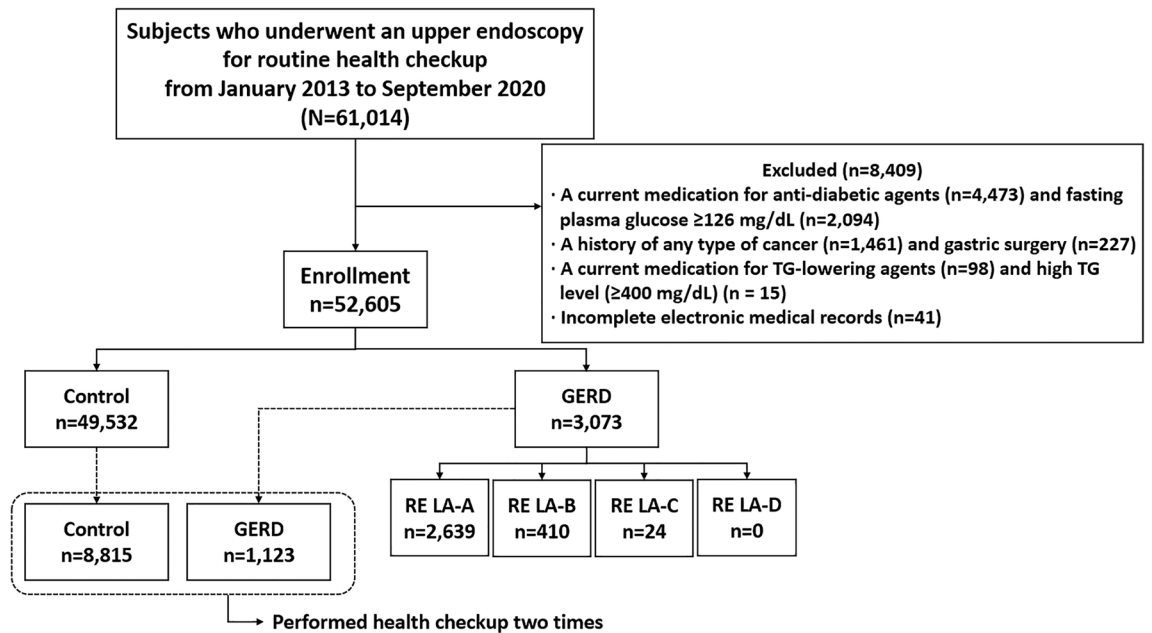 Subjects who underwent an upper endoscopy
for routine health checkup
from January 2013 to September 2020
(N=61,014)
Excluded (n=8,409)
· A current medication for anti-diabetic agents (n=4,473) and fasting
plasma glucose ≥126 mg/dL (n=2,094)
· A history of any type of cancer (n=1,461) and gastric surgery (n=227)
· A current medication for TG-lowering agents (n=98) and high TG
level (≥400 mg/dL) (n = 15)
· Incomplete electronic medical records (n=41)
Enrollment
n=52,605
Control
n=49,532
GERD
n=3,073
RE LA-A
n=2,639
RE LA-B
n=410
RE LA-C
n=24
RE LA-D
n=0
Control
n=8,815
GERD
n=1,123
Performed health checkup two times